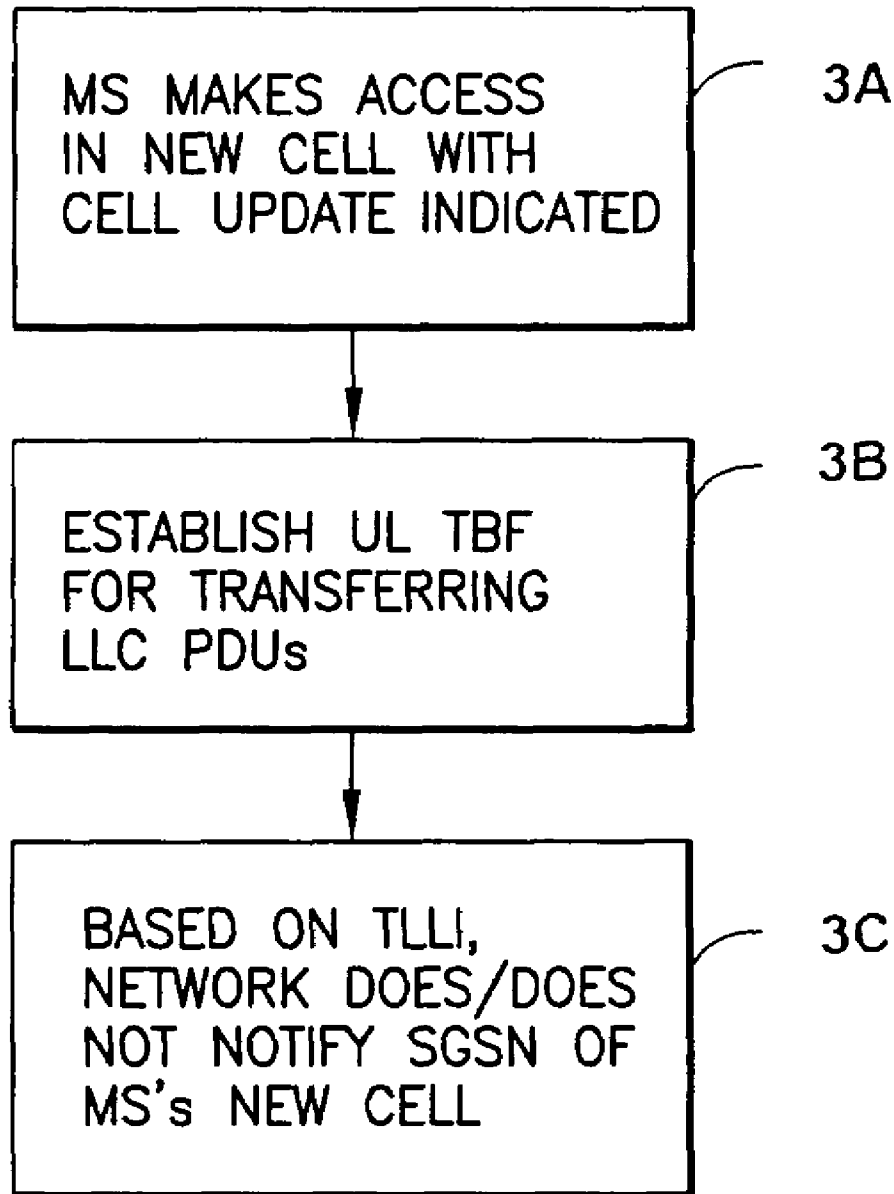 MS MAKES ACCESS
IN NEW CELL WITH
CELL UPDATE INDICATED
3A
ESTABLISH UL TBF
FOR TRANSFERRING
LLC PDUs
3B
BASED ON TLLI,
NETWORK DOES/DOES
NOT NOTIFY SGSN OF
MS's NEW CELL
3C